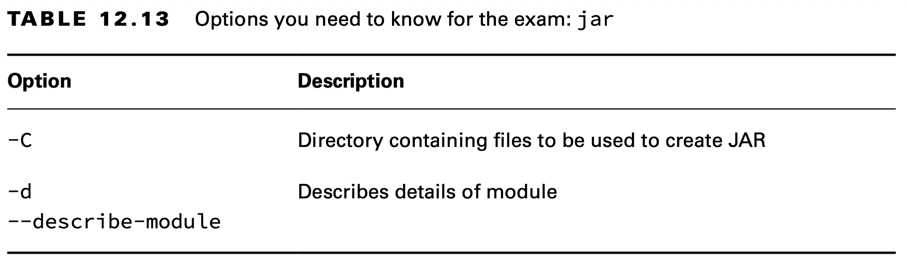 TABLE 12.13 Options you need to know for the exam: jar
Option Description
-C Directory containing files to be used to create JAR
-d Describes details of module
--describe-module